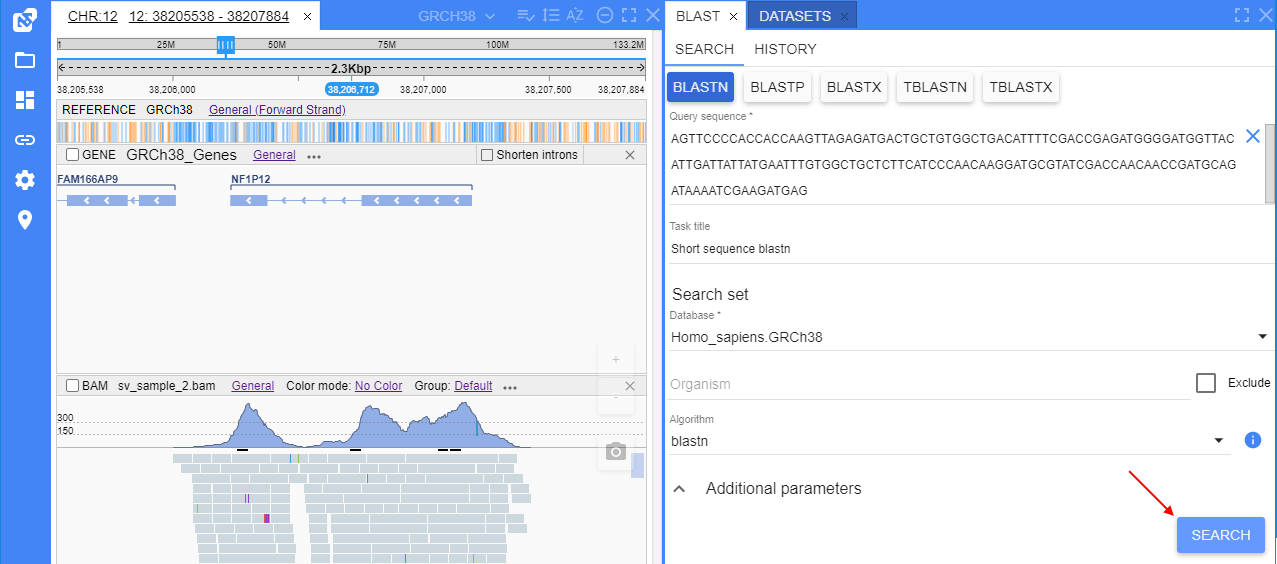 CHR:12 12: 38205538 - 38207884 × GRCH38
1 25M 50M 75M 100M 133.2M
2.3Kbp
38,205,538 38,206,000 38,206,712 38,207,000 38,207,500 38,207,884
REFERENCE GRCh38 General (Forward Strand)
GENE GRCh38_Genes General ••• Shorten introns
FAM166AP9 NF1P12
BAM sv_sample_2.bam General Color mode: No Color Group: Default •••
300
150
BLAST × DATASETS ×
SEARCH HISTORY
BLASTN BLASTP BLASTX TBLASTN TBLASTX
Query sequence *
AGTTCCCCACCACCAAGTTAGAGATGACTGCTGTGGCTGACATTTTCGACCGAGATGGGGATGGTTAC
ATTGATTATTATGAATTTGTGGCTGCTCTTCATCCCAACAAGGATGCGTATCGACCAACAACCGATGCAG
ATAAAATCGAAGATGAG
Task title
Short sequence blastn
Search set
Database *
Homo_sapiens.GRCh38
Organism Exclude
Algorithm
blastn
Additional parameters
SEARCH